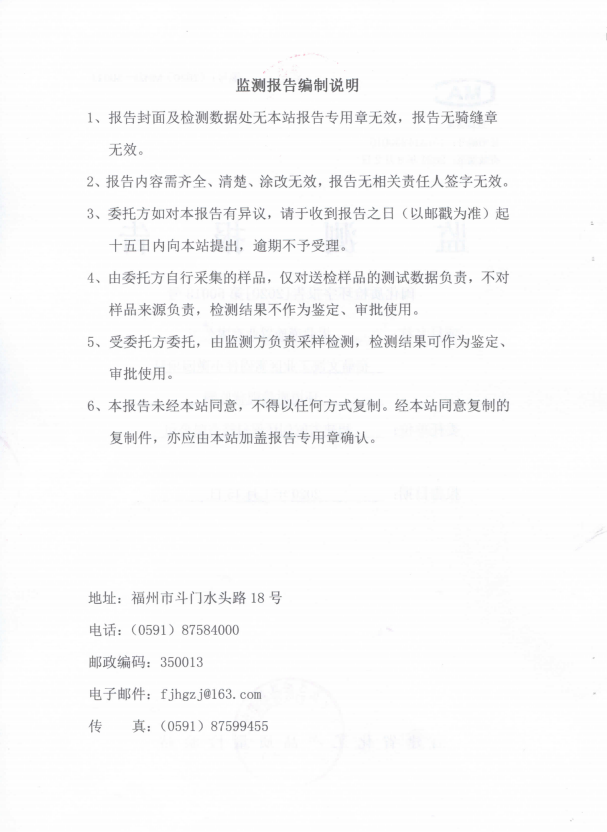 监测报告编制说明
1、报告封面及检测数据处无本站报告专用章无效，报告无骑缝章
无效。
2、报告内容需齐全、清楚、涂改无效，报告无相关责任人签字无效。
3、委托方如对本报告有异议，请于收到报告之日（以邮戳为准）起
十五日内向本站提出，逾期不予受理。
4、由委托方自行采集的样品，仅对送检样品的测试数据负责，不对
样品来源负责，检测结果不作为鉴定、审批使用。
5、受委托方委托，由监测方负责采样检测，检测结果可作为鉴定、
审批使用。
6、本报告未经本站同意，不得以任何方式复制。经本站同意复制的
复制件，亦应由本站加盖报告专用章确认。
地址：福州市斗门水头路 18 号
电话：（0591）87584000
邮政编码：350013
电子邮件：fjhgzj@163.com
传　　真：（0591）87599455